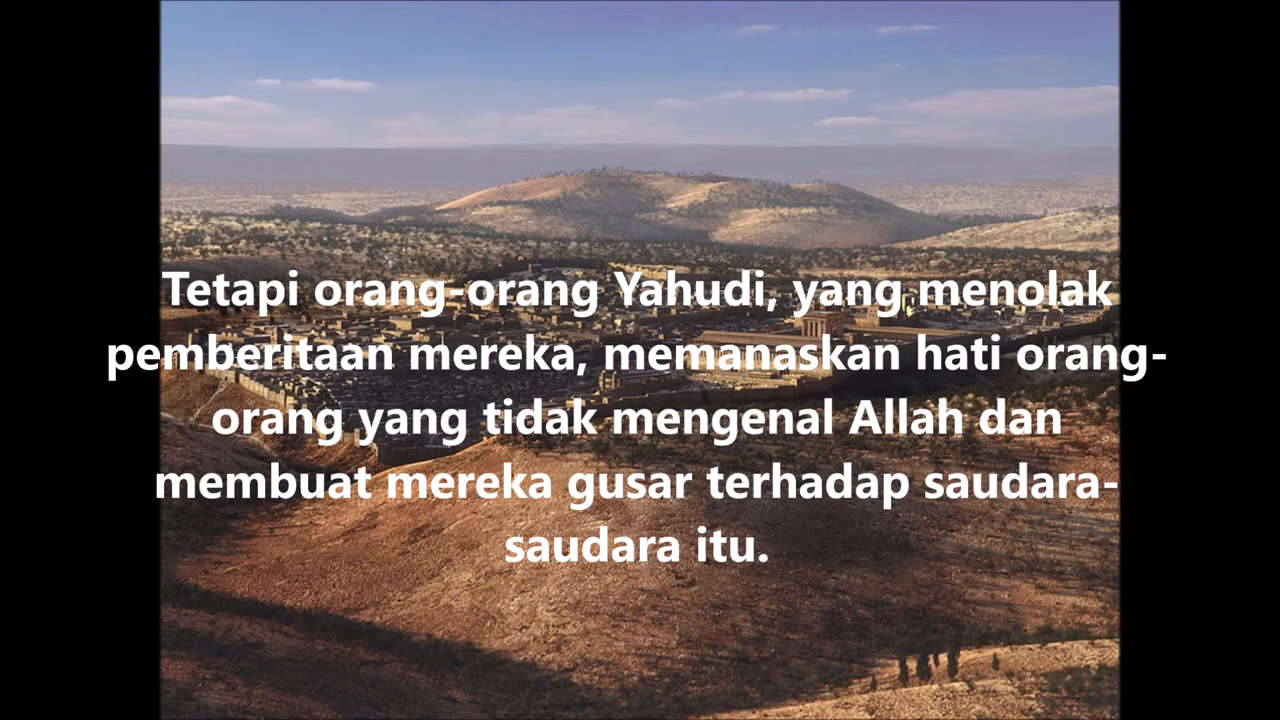 Tetapi orang-orang Yahudi, yang menolak
pemberitaan mereka, memanaskan hati orang-
orang yang tidak mengenal Allah dan
membuat mereka gusar terhadap saudara-
saudara itu.